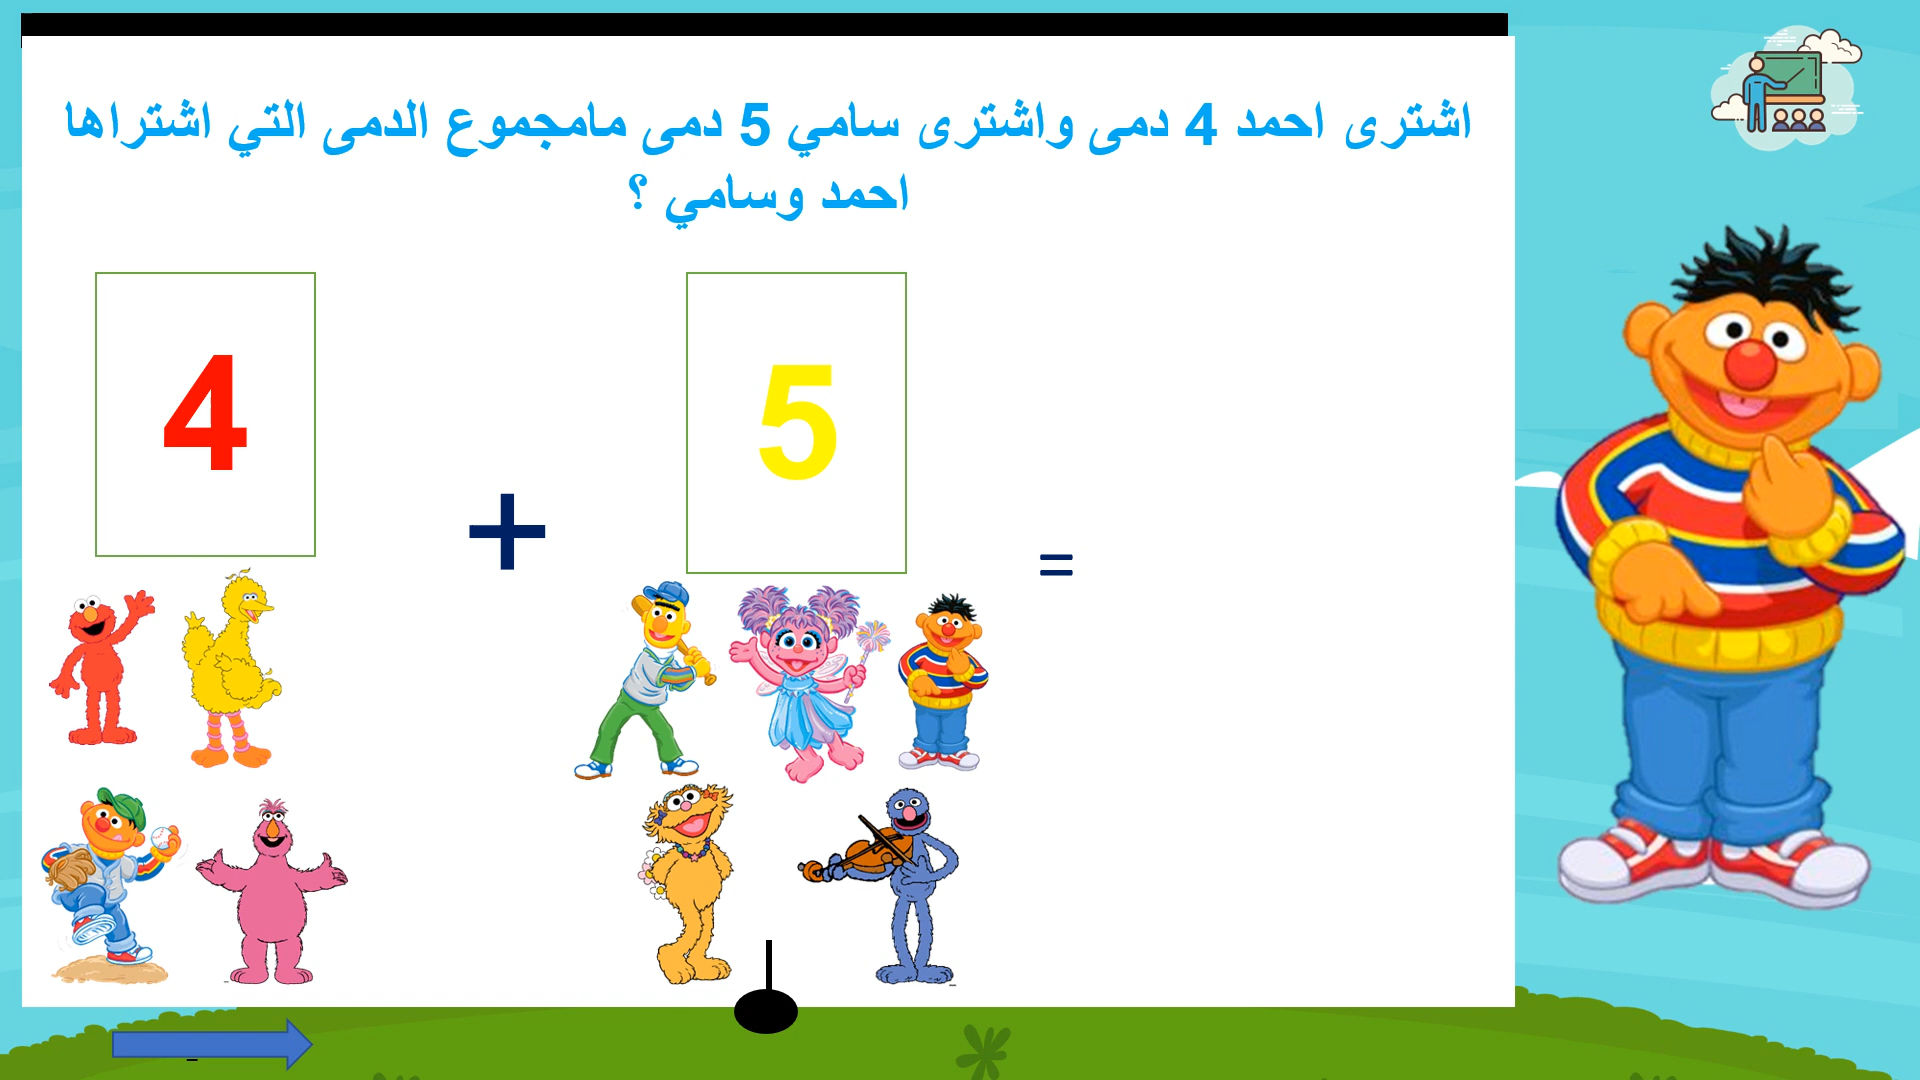 اشترى احمد 4 دمى واشترى سامي 5 دمى مامجموع الدمى التي اشتراها
احمد وسامي ؟
4 + 5 =